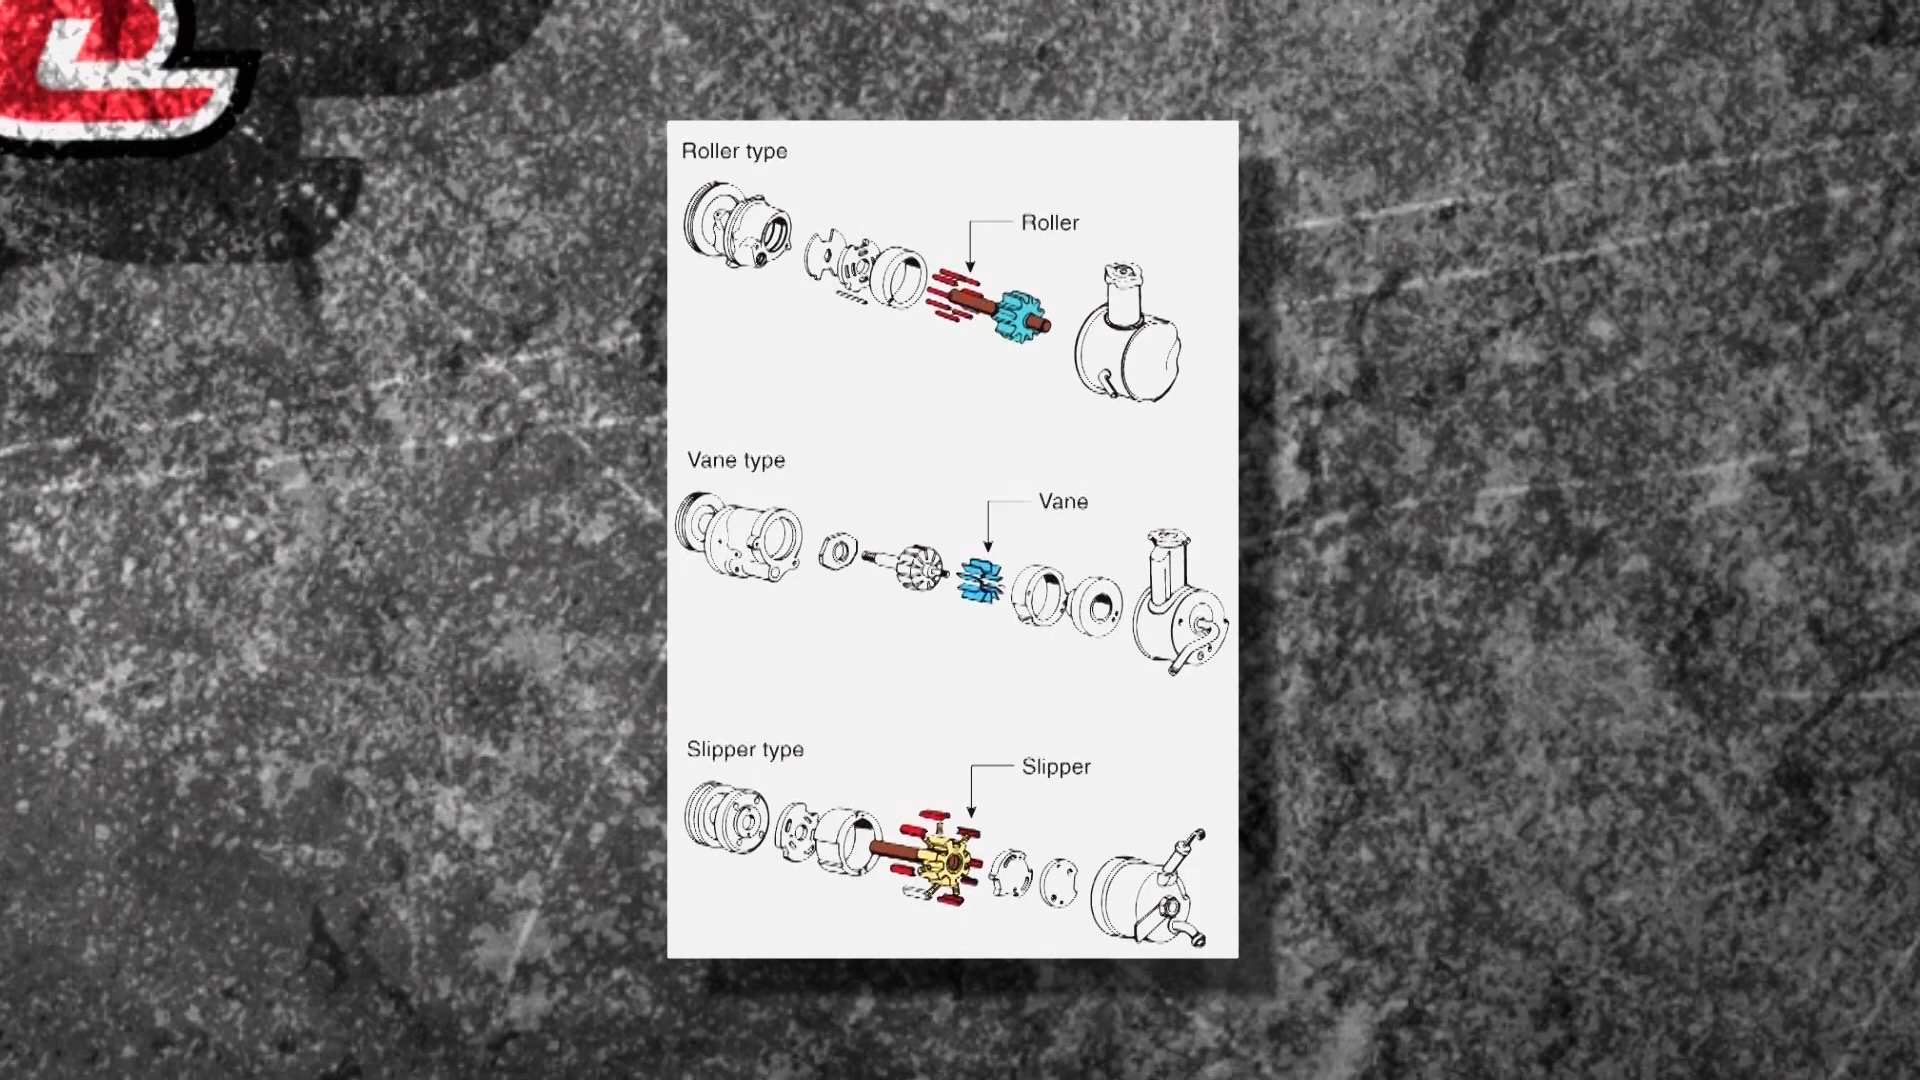 Roller type
Roller
Vane type
Vane
Slipper type
Slipper